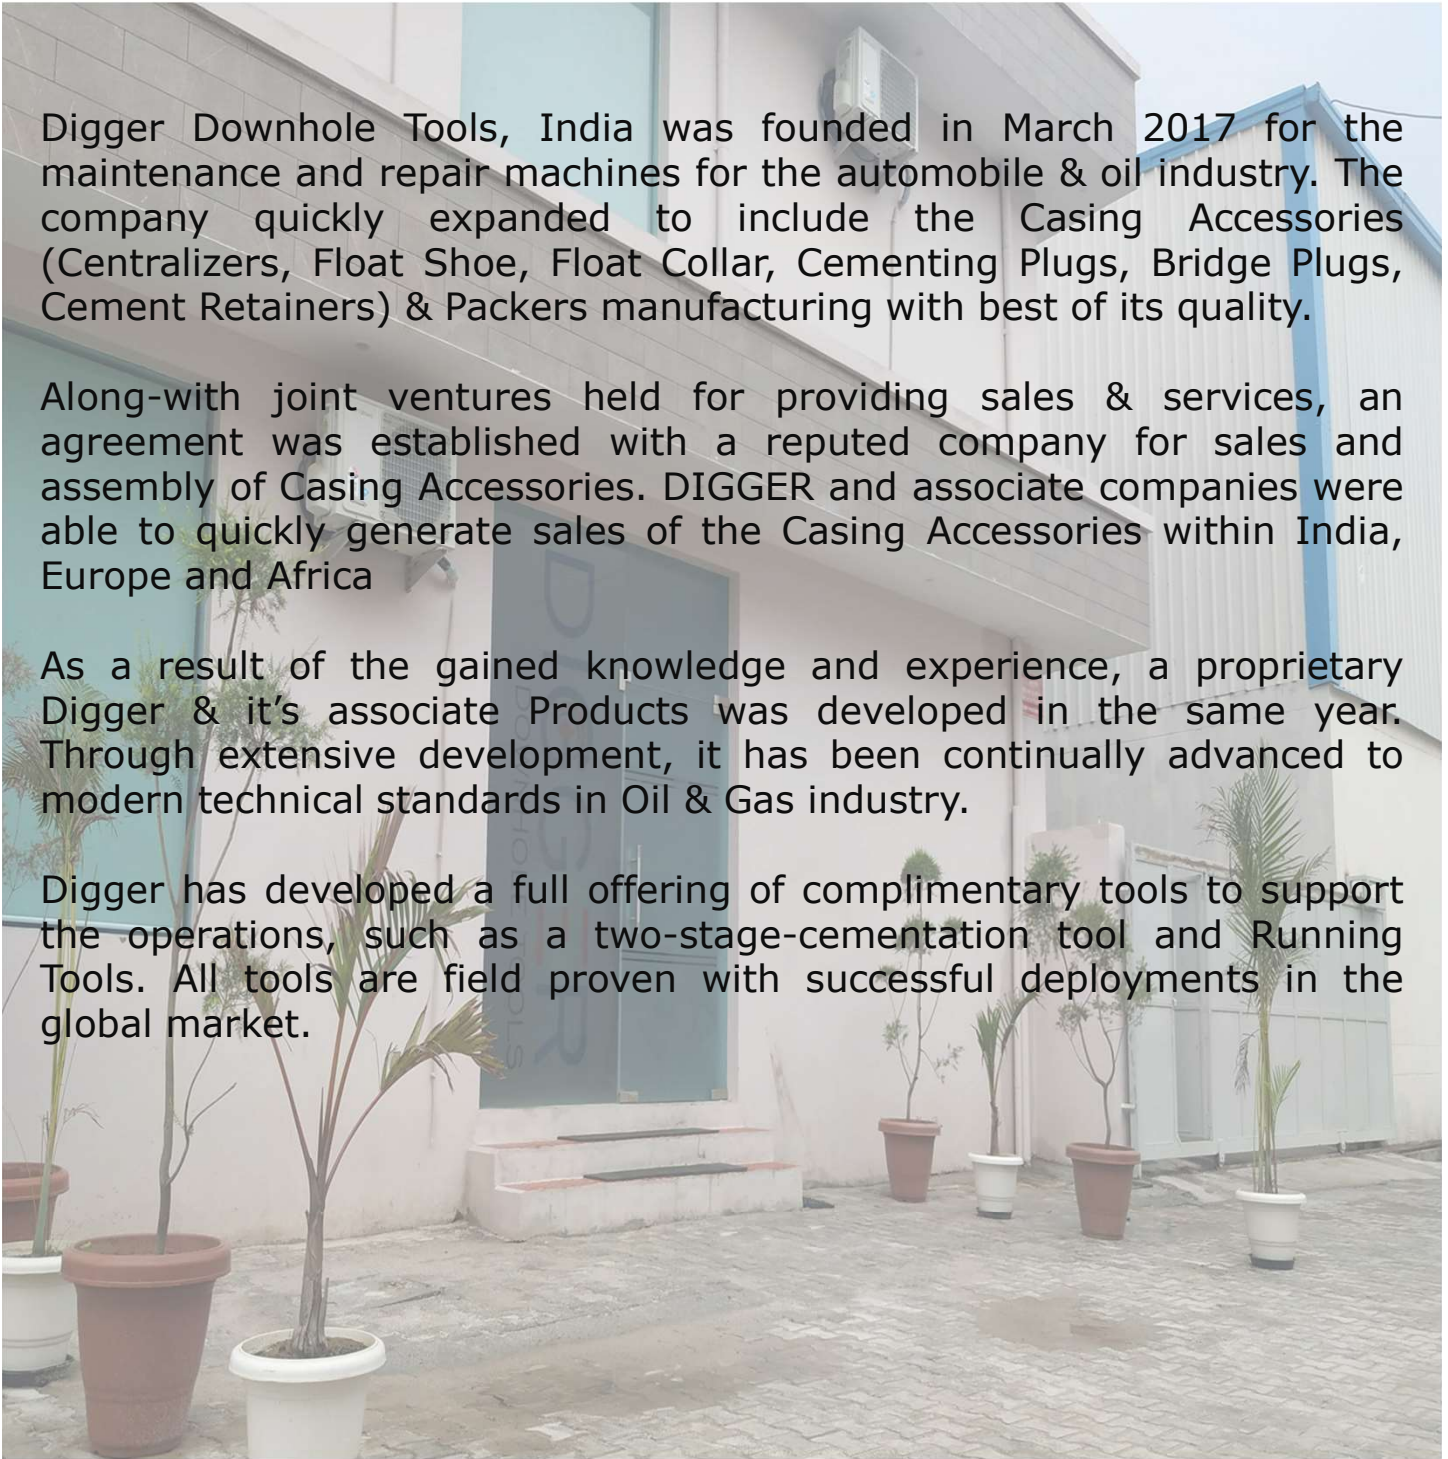 Digger Downhole Tools, India was founded in March 2017 for the
maintenance and repair machines for the automobile & oil industry. The
company quickly expanded to include the Casing Accessories
(Centralizers, Float Shoe, Float Collar, Cementing Plugs, Bridge Plugs,
Cement Retainers) & Packers manufacturing with best of its quality.
Along-with joint ventures held for providing sales & services, an
agreement was established with a reputed company for sales and
assembly of Casing Accessories. DIGGER and associate companies were
able to quickly generate sales of the Casing Accessories within India,
Europe and Africa
As a result of the gained knowledge and experience, a proprietary
Digger & it’s associate Products was developed in the same year.
Through extensive development, it has been continually advanced to
modern technical standards in Oil & Gas industry.
Digger has developed a full offering of complimentary tools to support
the operations, such as a two-stage-cementation tool and Running
Tools. All tools are field proven with successful deployments in the
global market.
DIGGER
DOWNHOLE TOOLS